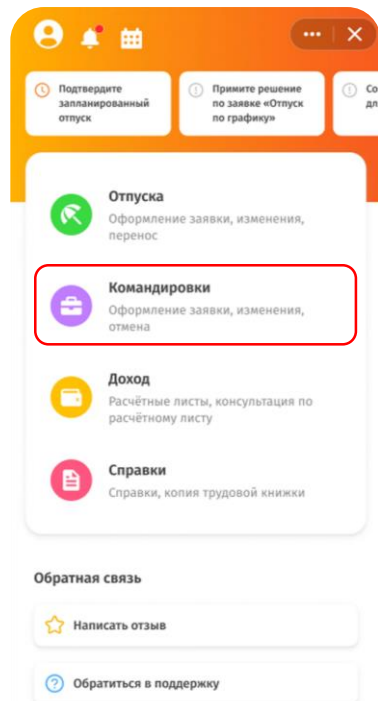 Подтвердите
запланированный
отпуск
Примите решение
по заявке «Отпуск
по графику»
Со
дл
Отпуска
Оформление заявки, изменения,
перенос
Командировки
Оформление заявки, изменения,
отмена
Доход
Расчётные листы, консультация по
расчётному листу
Справки
Справки, копия трудовой книжки
Обратная связь
Написать отзыв
Обратиться в поддержку